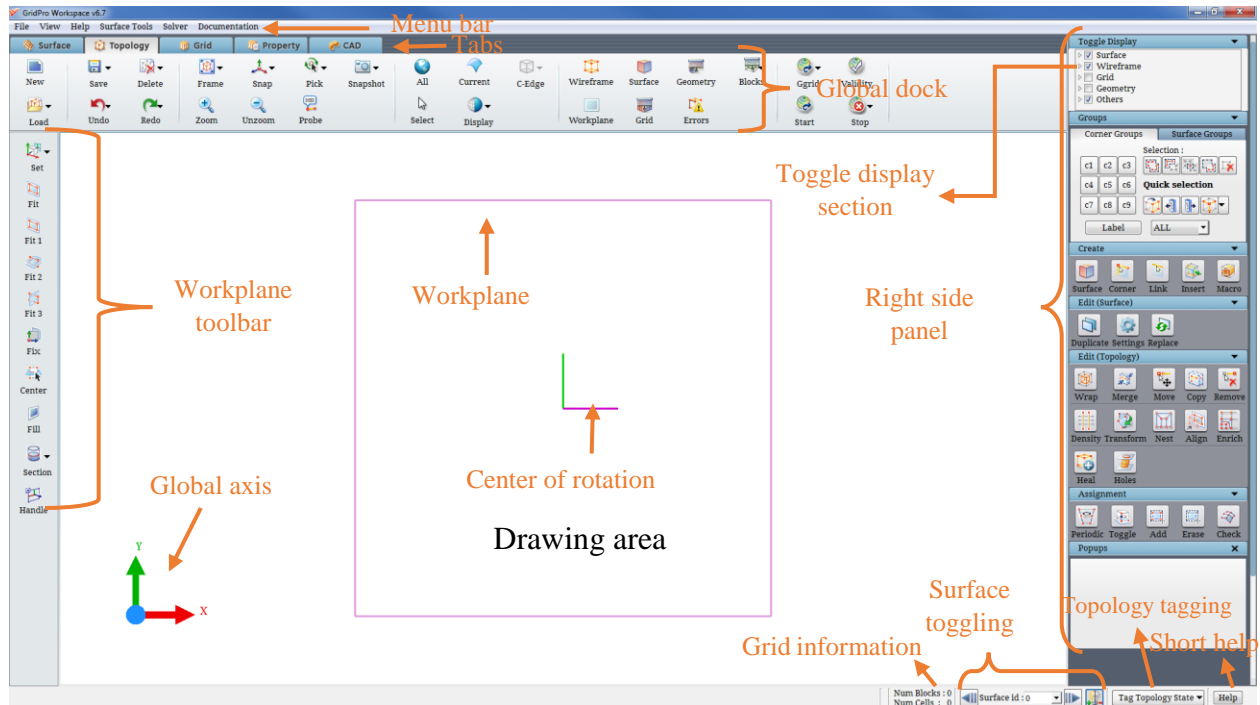 GridPro Workspace v6.7
File View Help Surface Tools Solver Documentation
Menu bar
Surface Topology Grid Property CAD
Tabs
New Save Delete Frame Snap Pick Snapshot All Current C-Edge Wireframe Surface Geometry Blocks Ggrid Validity
Global dock
Load Undo Redo Zoom Unzoom Probe Select Display Workplane Grid Errors Start Stop
Toggle Display
Surface
Wireframe
Grid
Geometry
Others
Groups
Corner Groups Surface Groups
Selection :
c1 c2 c3
c4 c5 c6 Quick selection
c7 c8 c9
Label ALL
Create
Surface Corner Link Insert Macro
Edit (Surface)
Duplicate Settings Replace
Edit (Topology)
Wrap Merge Move Copy Remove
Density Transform Nest Align Enrich
Heal Holes
Assignment
Periodic Toggle Add Erase Check
Popups
Set
Fit
Fit 1
Fit 2
Fit 3
Fix
Center
Fill
Section
Handle
Toggle display
section
Workplane
toolbar
Workplane
Right side
panel
Center of rotation
Global axis
Drawing area
Y
X
Surface
toggling
Topology tagging
Grid information
Short help
Num Blocks : 0
Num Cells : 0
Surface id : 0
Tag Topology State
Help